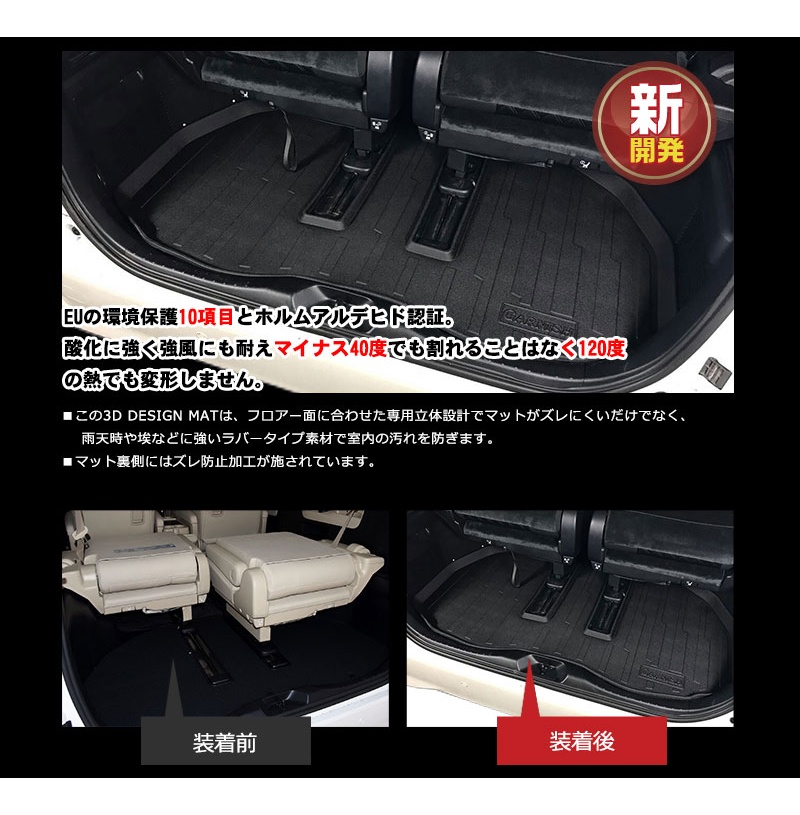 新
開発
GARNISH
EUの環境保護10項目とホルムアルデヒド認証.
酸化に強く強風にも耐えマイナス40度でも割れることはなく120度
の熱でも変形しません。
■この3D DESIGN MATは、フロアー面に合わせた専用立体設計でマットがズレにくいだけでなく、
雨天時や埃などに強いラバータイプ素材で室内の汚れを防ぎます。
■マット裏側にはズレ防止加工が施されています。
GARNISH
装着前
装着後